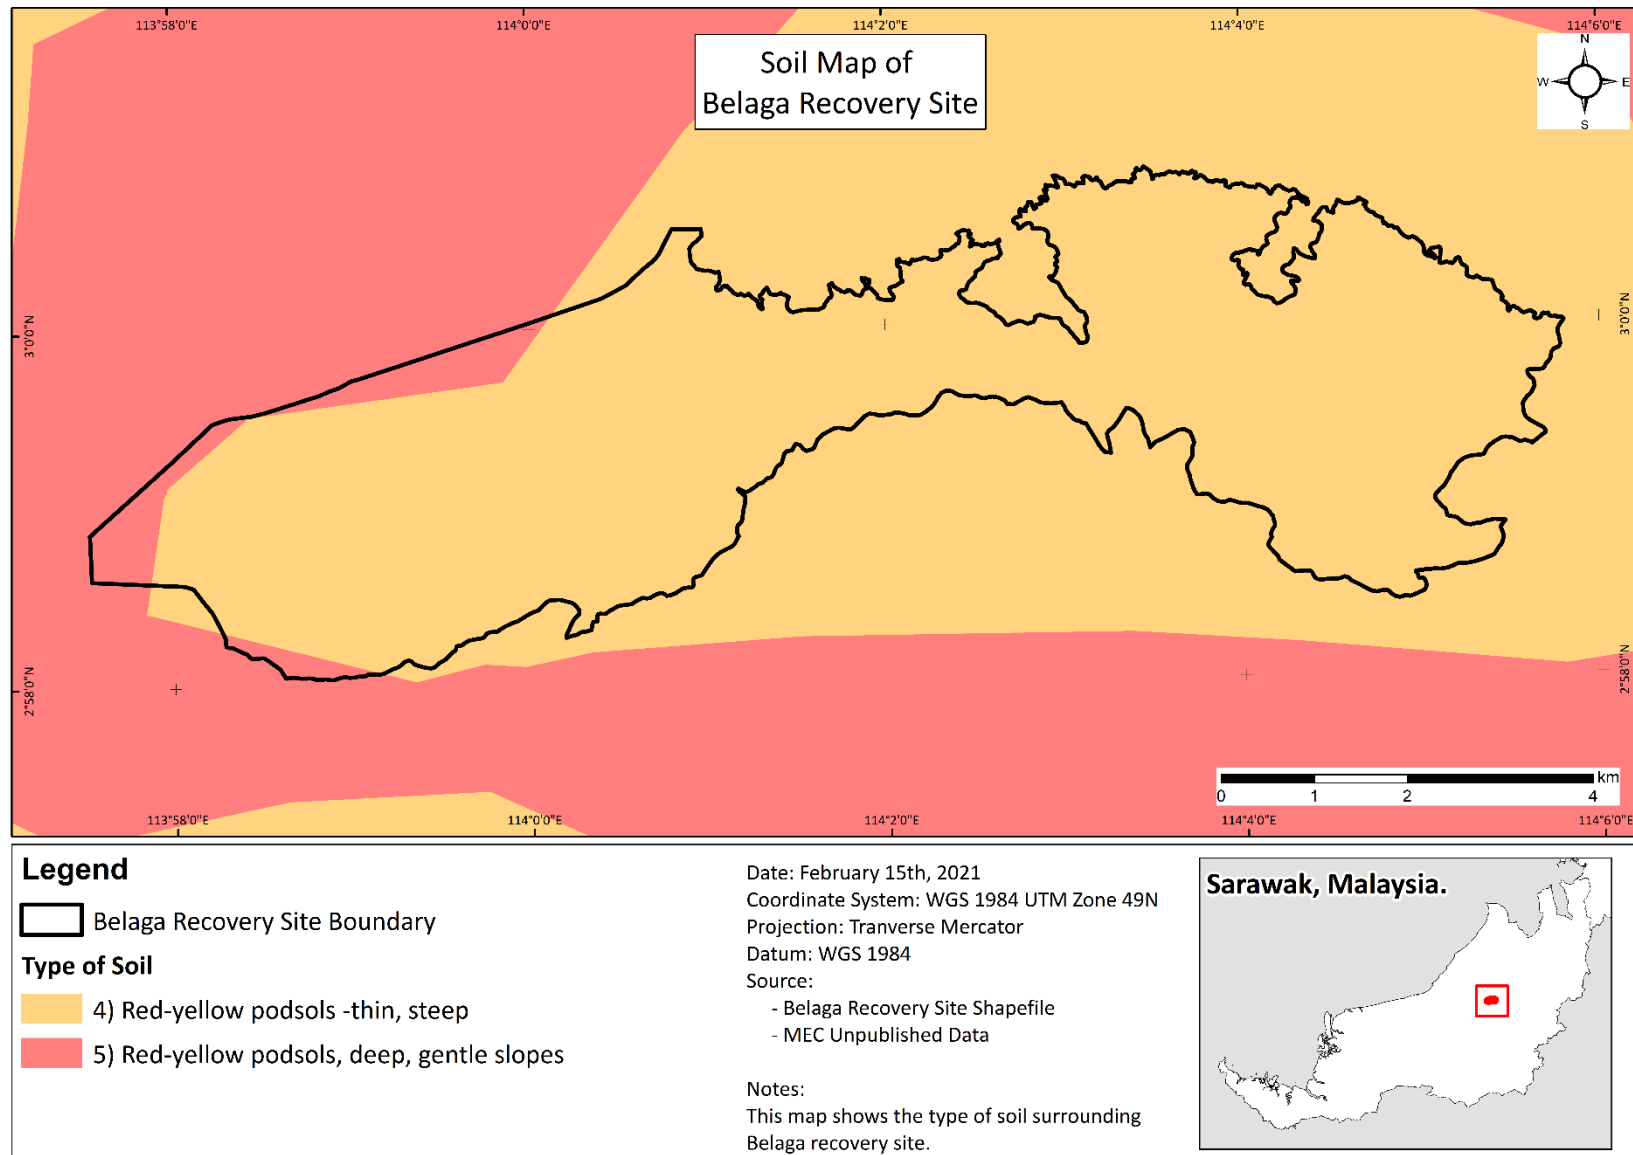 113°58'0"E
114°0'0"E
114°2'0"E
114°4'0"E
114°6'0"E
Soil Map of
Belaga Recovery Site
N
W
E
S
3°0'0"N
3°0'0"N
2°58'0"N
2°58'0"N
km
0
1
2
4
113°58'0"E
114°0'0"E
114°2'0"E
114°4'0"E
114°6'0"E
Legend
Belaga Recovery Site Boundary
Type of Soil
4) Red-yellow podsols -thin, steep
5) Red-yellow podsols, deep, gentle slopes
Date: February 15th, 2021
Coordinate System: WGS 1984 UTM Zone 49N
Projection: Tranverse Mercator
Datum: WGS 1984
Source:
- Belaga Recovery Site Shapefile
- MEC Unpublished Data
Notes:
This map shows the type of soil surrounding
Belaga recovery site.
Sarawak, Malaysia.